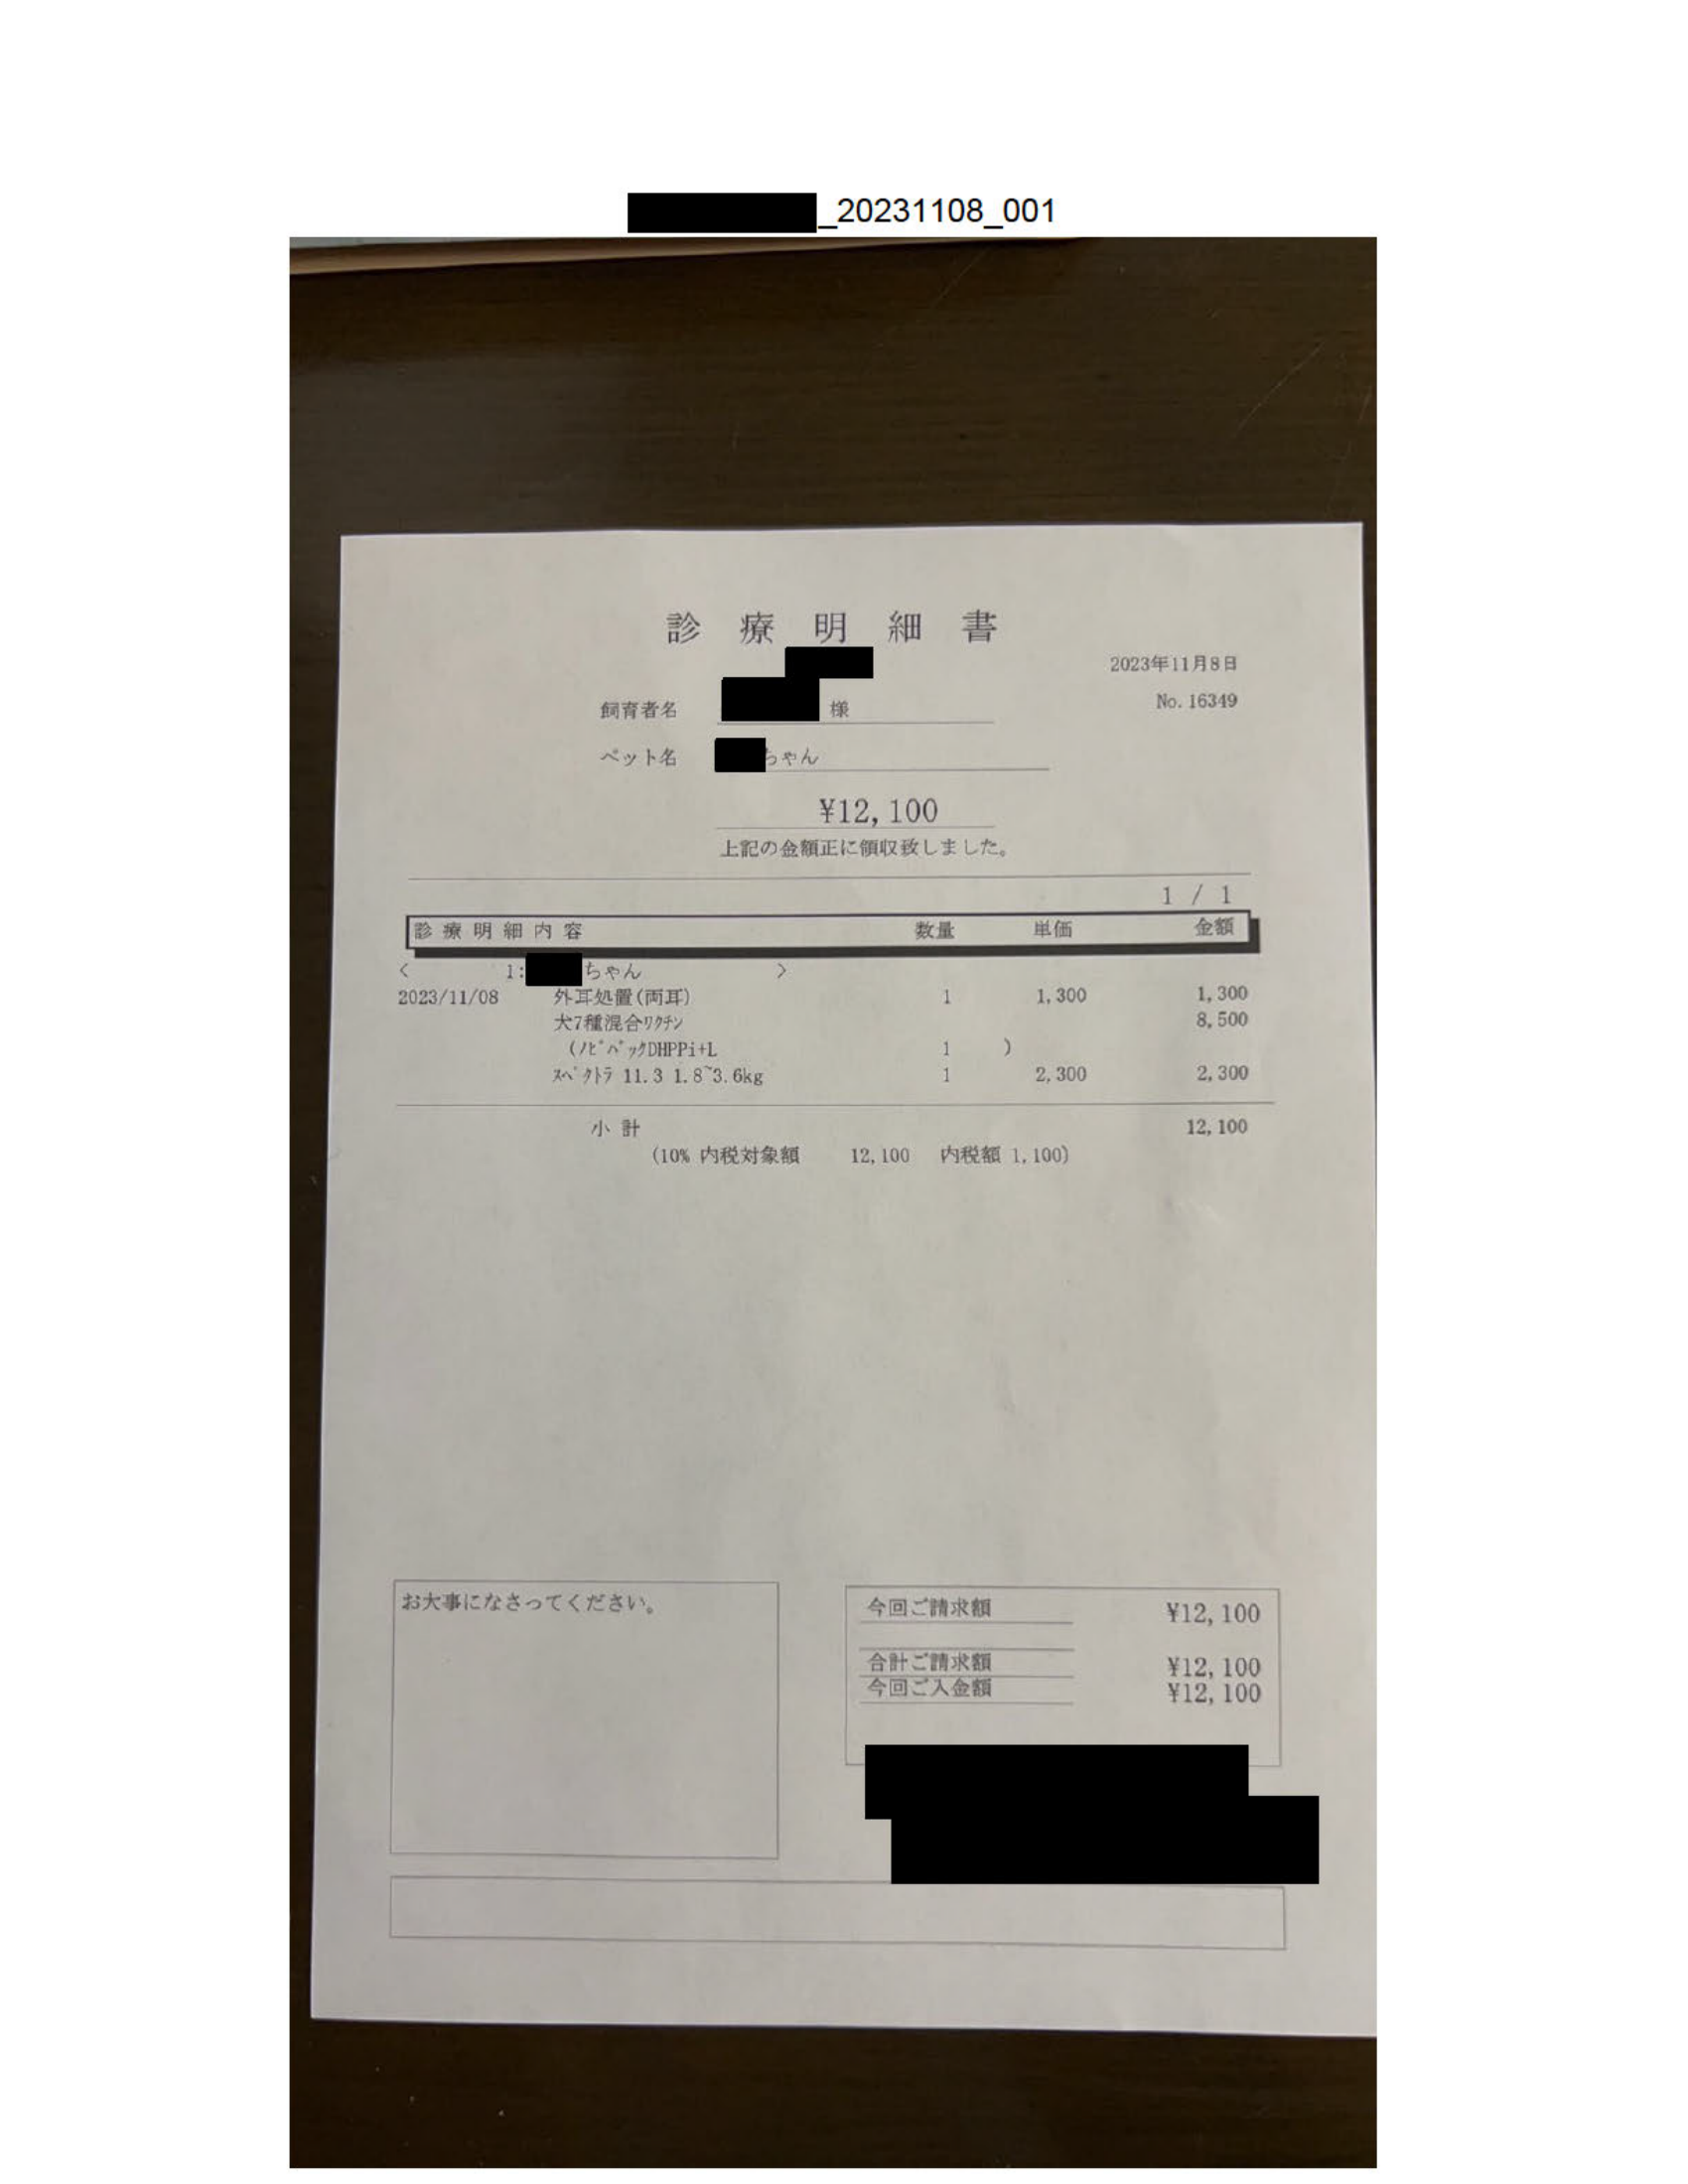 _20231108_001
診療明細書
2023年11月8日
No. 16349
飼育者名 様
ペット名 ちゃん
¥12,100
上記の金額正に領収致しました。
1 / 1
診療明細内容 数量 単価 金額
< 1: ちゃん >
2023/11/08 外耳処置(両耳) 1 1,300 1,300
犬7種混合ﾜｸﾁﾝ 8,500
(ﾉﾋﾞﾊﾞｯｸDHPPi+L 1 )
ｽﾍﾟｸﾄﾗ 11.3 1.8~3.6kg 1 2,300 2,300
小計 12,100
(10% 内税対象額 12,100 内税額 1,100)
お大事になさってください。
今回ご請求額 ¥12,100
合計ご請求額 ¥12,100
今回ご入金額 ¥12,100